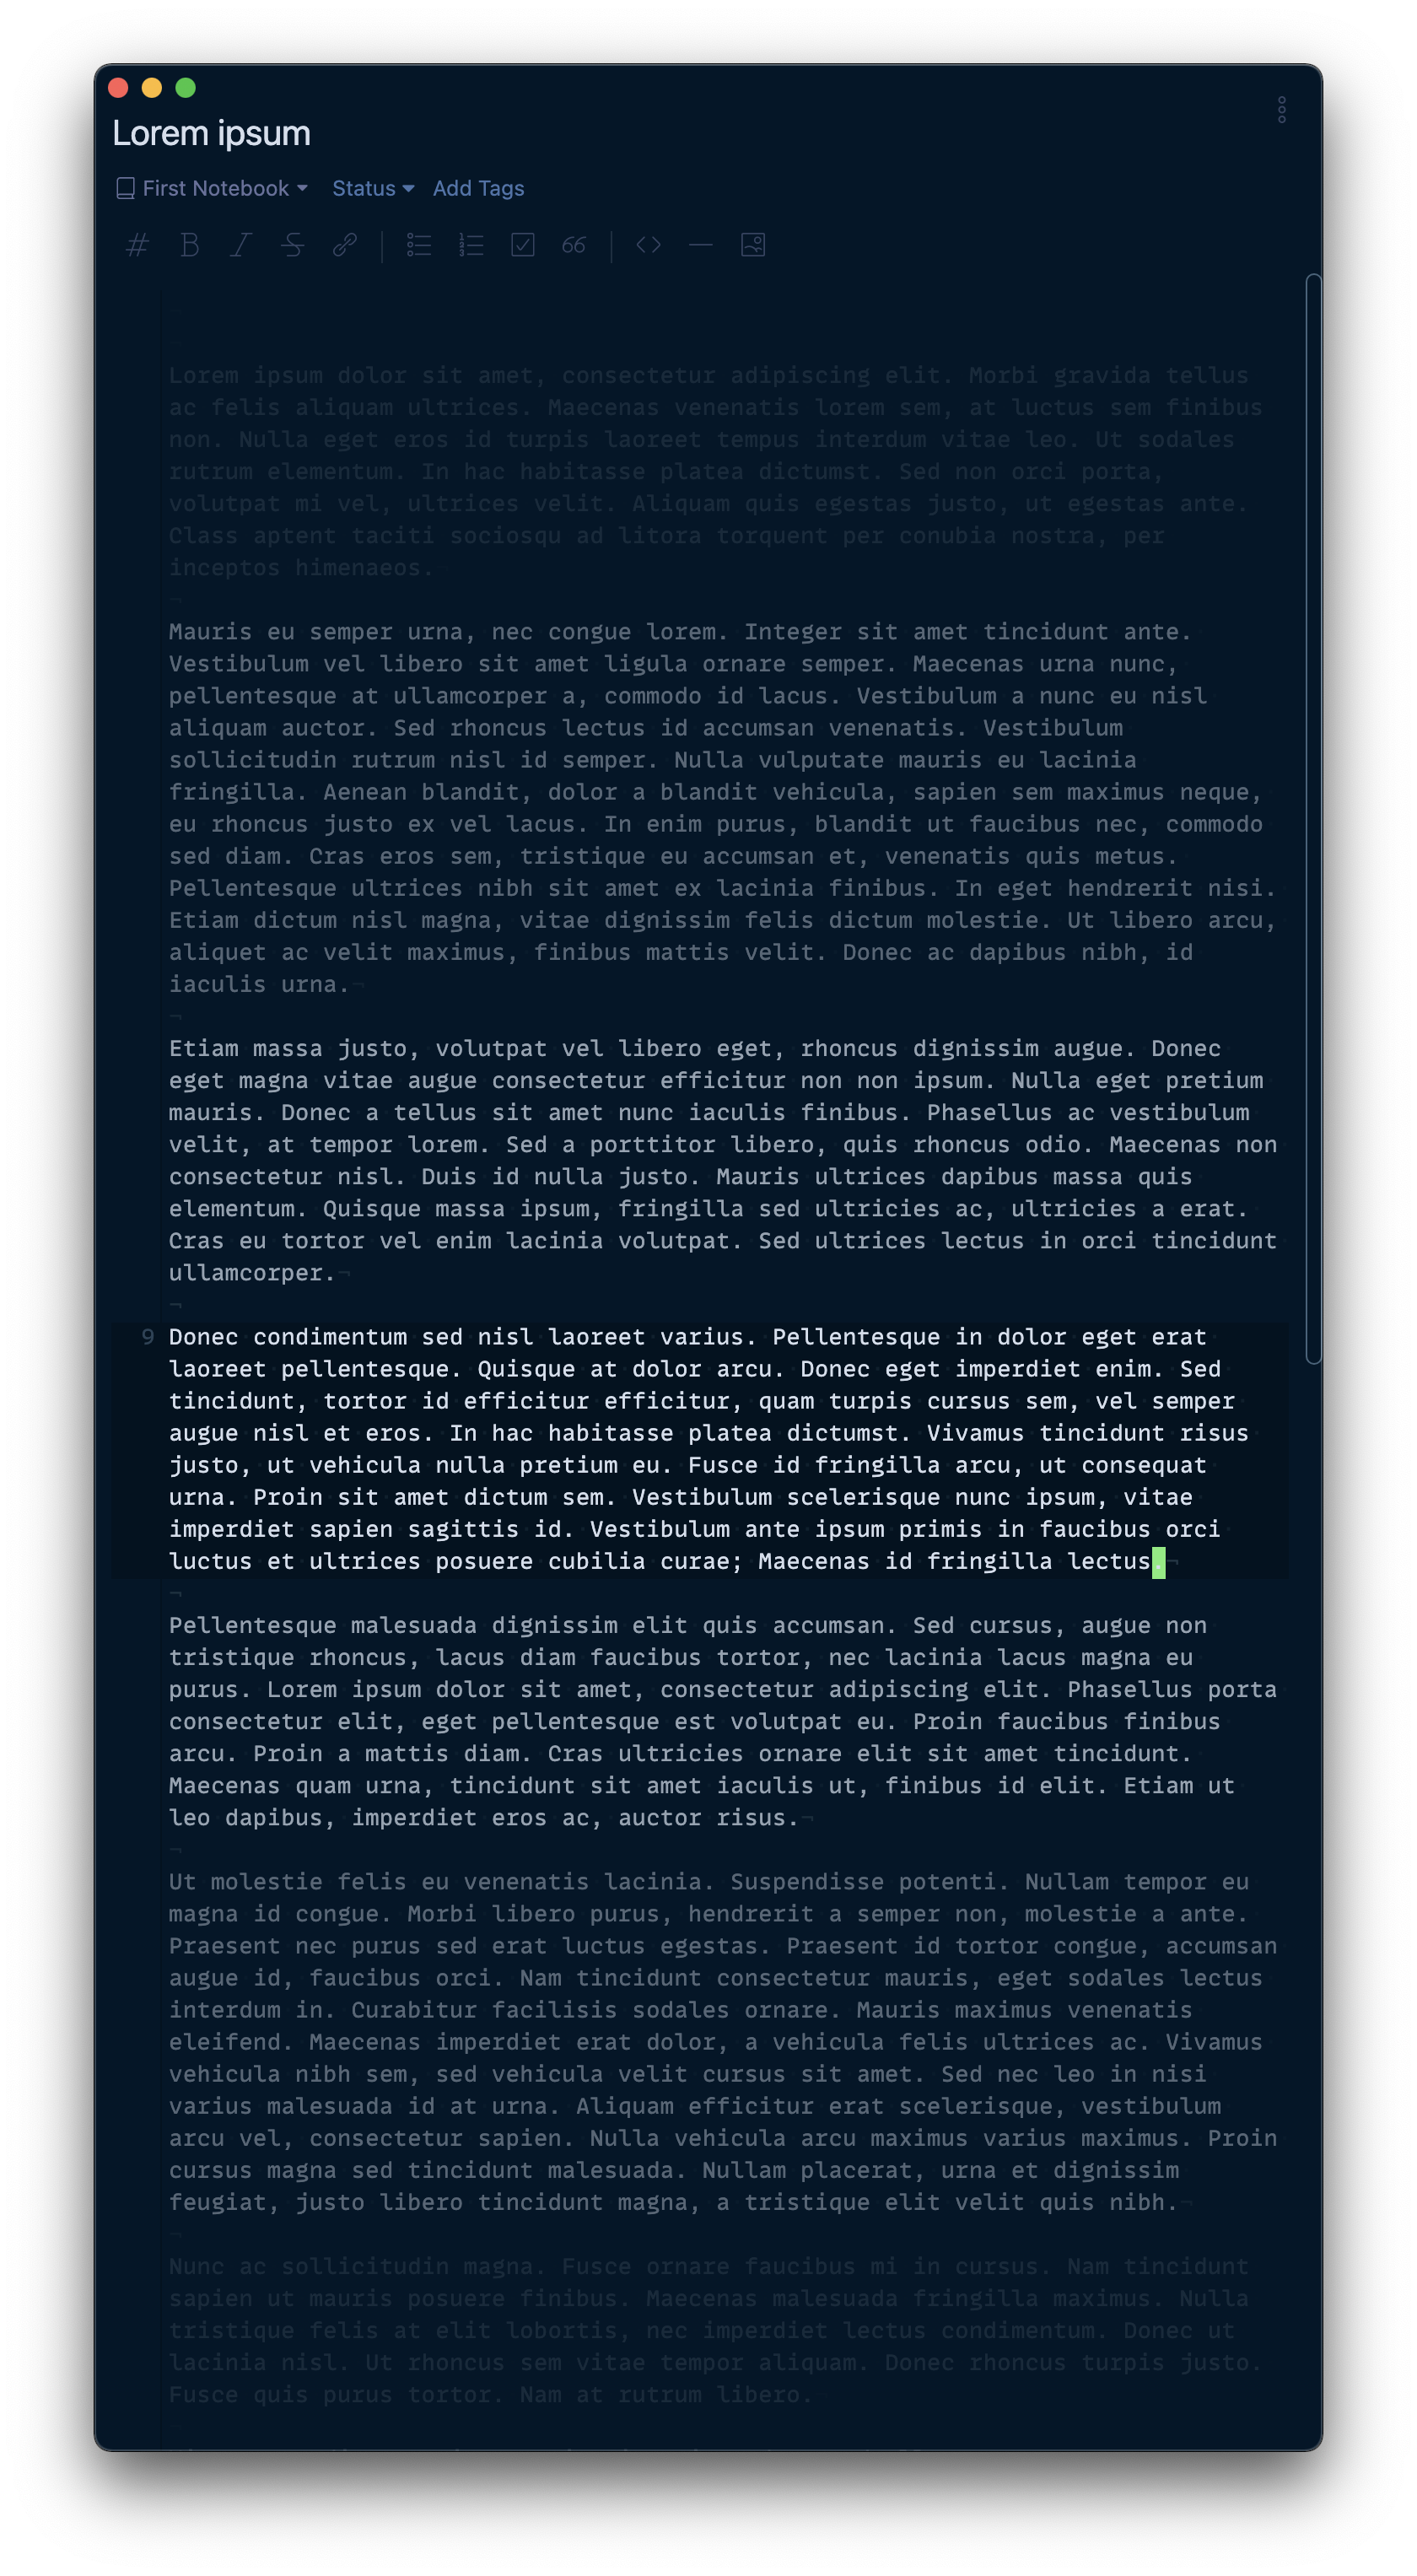 Lorem ipsum
First Notebook Status Add Tags
Lorem ipsum dolor sit amet, consectetur adipiscing elit. Morbi gravida tellus
ac felis aliquam ultrices. Maecenas venenatis lorem sem, at luctus sem finibus
non. Nulla eget eros id turpis laoreet tempus interdum vitae leo. Ut sodales
rutrum elementum. In hac habitasse platea dictumst. Sed non orci porta,
volutpat mi vel, ultrices velit. Aliquam quis egestas justo, ut egestas ante.
Class aptent taciti sociosqu ad litora torquent per conubia nostra, per
inceptos himenaeos.
Mauris eu semper urna, nec congue lorem. Integer sit amet tincidunt ante.
Vestibulum vel libero sit amet ligula ornare semper. Maecenas urna nunc,
pellentesque at ullamcorper a, commodo id lacus. Vestibulum a nunc eu nisl
aliquam auctor. Sed rhoncus lectus id accumsan venenatis. Vestibulum
sollicitudin rutrum nisl id semper. Nulla vulputate mauris eu lacinia
fringilla. Aenean blandit, dolor a blandit vehicula, sapien sem maximus neque,
eu rhoncus justo ex vel lacus. In enim purus, blandit ut faucibus nec, commodo
sed diam. Cras eros sem, tristique eu accumsan et, venenatis quis metus.
Pellentesque ultrices nibh sit amet ex lacinia finibus. In eget hendrerit nisi.
Etiam dictum nisl magna, vitae dignissim felis dictum molestie. Ut libero arcu,
aliquet ac velit maximus, finibus mattis velit. Donec ac dapibus nibh, id
iaculis urna.
Etiam massa justo, volutpat vel libero eget, rhoncus dignissim augue. Donec
eget magna vitae augue consectetur efficitur non non ipsum. Nulla eget pretium
mauris. Donec a tellus sit amet nunc iaculis finibus. Phasellus ac vestibulum
velit, at tempor lorem. Sed a porttitor libero, quis rhoncus odio. Maecenas non
consectetur nisl. Duis id nulla justo. Mauris ultrices dapibus massa quis
elementum. Quisque massa ipsum, fringilla sed ultricies ac, ultricies a erat.
Cras eu tortor vel enim lacinia volutpat. Sed ultrices lectus in orci tincidunt
ullamcorper.
9 Donec condimentum sed nisl laoreet varius. Pellentesque in dolor eget erat
laoreet pellentesque. Quisque at dolor arcu. Donec eget imperdiet enim. Sed
tincidunt, tortor id efficitur efficitur, quam turpis cursus sem, vel semper
augue nisl et eros. In hac habitasse platea dictumst. Vivamus tincidunt risus
justo, ut vehicula nulla pretium eu. Fusce id fringilla arcu, ut consequat
urna. Proin sit amet dictum sem. Vestibulum scelerisque nunc ipsum, vitae
imperdiet sapien sagittis id. Vestibulum ante ipsum primis in faucibus orci
luctus et ultrices posuere cubilia curae; Maecenas id fringilla lectus.
Pellentesque malesuada dignissim elit quis accumsan. Sed cursus, augue non
tristique rhoncus, lacus diam faucibus tortor, nec lacinia lacus magna eu
purus. Lorem ipsum dolor sit amet, consectetur adipiscing elit. Phasellus porta
consectetur elit, eget pellentesque est volutpat eu. Proin faucibus finibus
arcu. Proin a mattis diam. Cras ultricies ornare elit sit amet tincidunt.
Maecenas quam urna, tincidunt sit amet iaculis ut, finibus id elit. Etiam ut
leo dapibus, imperdiet eros ac, auctor risus.
Ut molestie felis eu venenatis lacinia. Suspendisse potenti. Nullam tempor eu
magna id congue. Morbi libero purus, hendrerit a semper non, molestie a ante.
Praesent nec purus sed erat luctus egestas. Praesent id tortor congue, accumsan
augue id, faucibus orci. Nam tincidunt consectetur mauris, eget sodales lectus
interdum in. Curabitur facilisis sodales ornare. Mauris maximus venenatis
eleifend. Maecenas imperdiet erat dolor, a vehicula felis ultrices ac. Vivamus
vehicula nibh sem, sed vehicula velit cursus sit amet. Sed nec leo in nisi
varius malesuada id at urna. Aliquam efficitur erat scelerisque, vestibulum
arcu vel, consectetur sapien. Nulla vehicula arcu maximus varius maximus. Proin
cursus magna sed tincidunt malesuada. Nullam placerat, urna et dignissim
feugiat, justo libero tincidunt magna, a tristique elit velit quis nibh.
Nunc ac sollicitudin magna. Fusce ornare faucibus mi in cursus. Nam tincidunt
sapien ut mauris posuere finibus. Maecenas malesuada fringilla maximus. Nulla
tristique felis at elit lobortis, nec imperdiet lectus condimentum. Donec ut
lacinia nisl. Ut rhoncus sem vitae tempor aliquam. Donec rhoncus turpis justo.
Fusce quis purus tortor. Nam at rutrum libero.